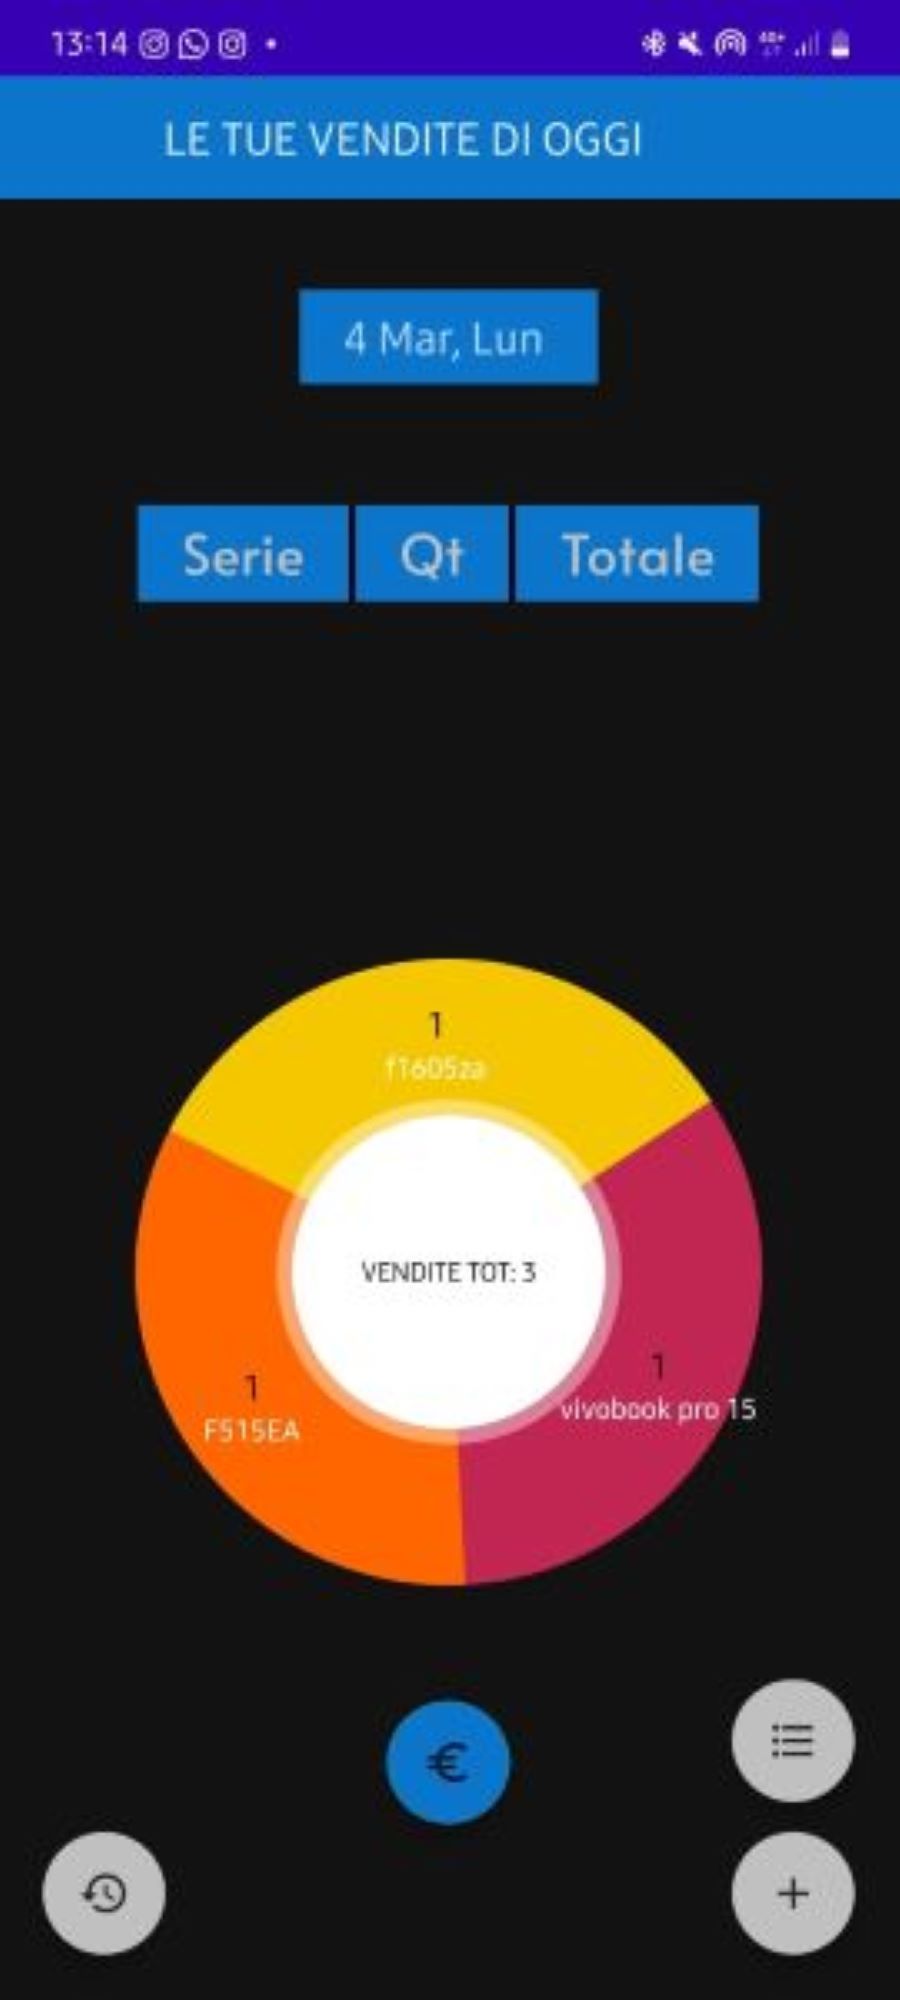 13:14
LE TUE VENDITE DI OGGI
4 Mar, Lun
Serie Qt Totale
1
f1605za
VENDITE TOT: 3
1
vivobook pro 15
1
F515EA
€